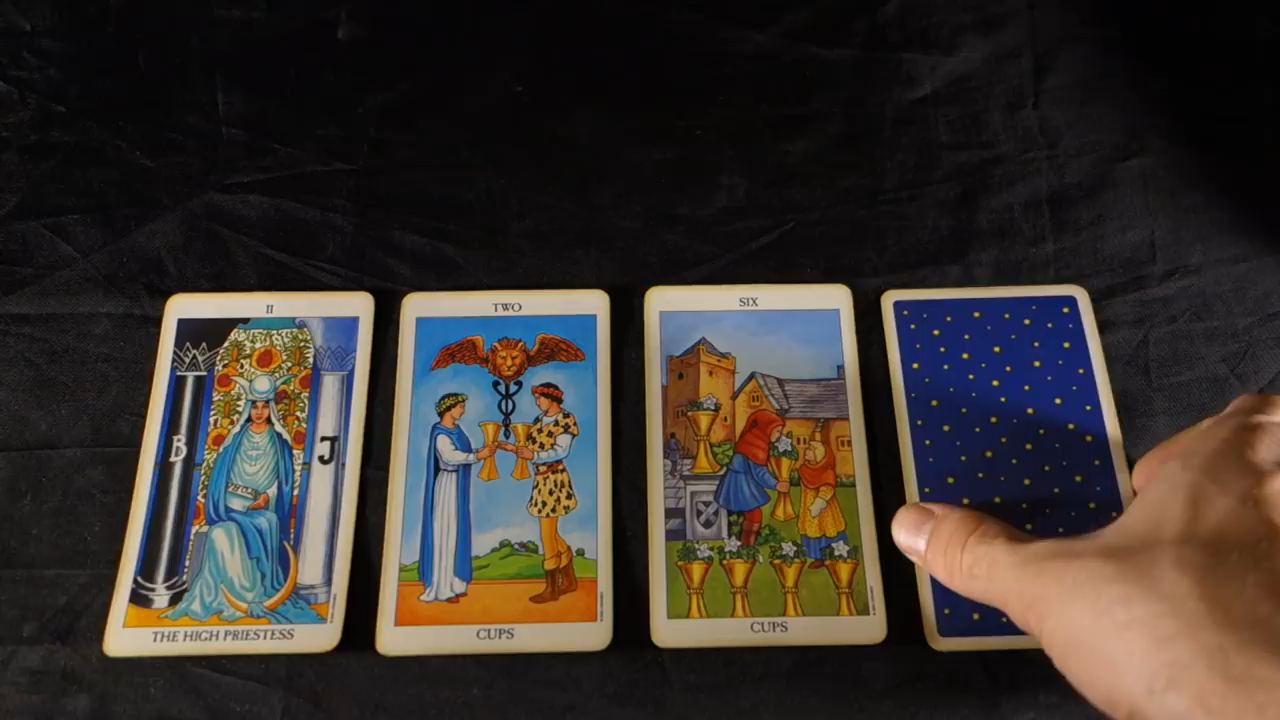 II
B
J
THE HIGH PRIESTESS
TWO
CUPS
SIX
CUPS